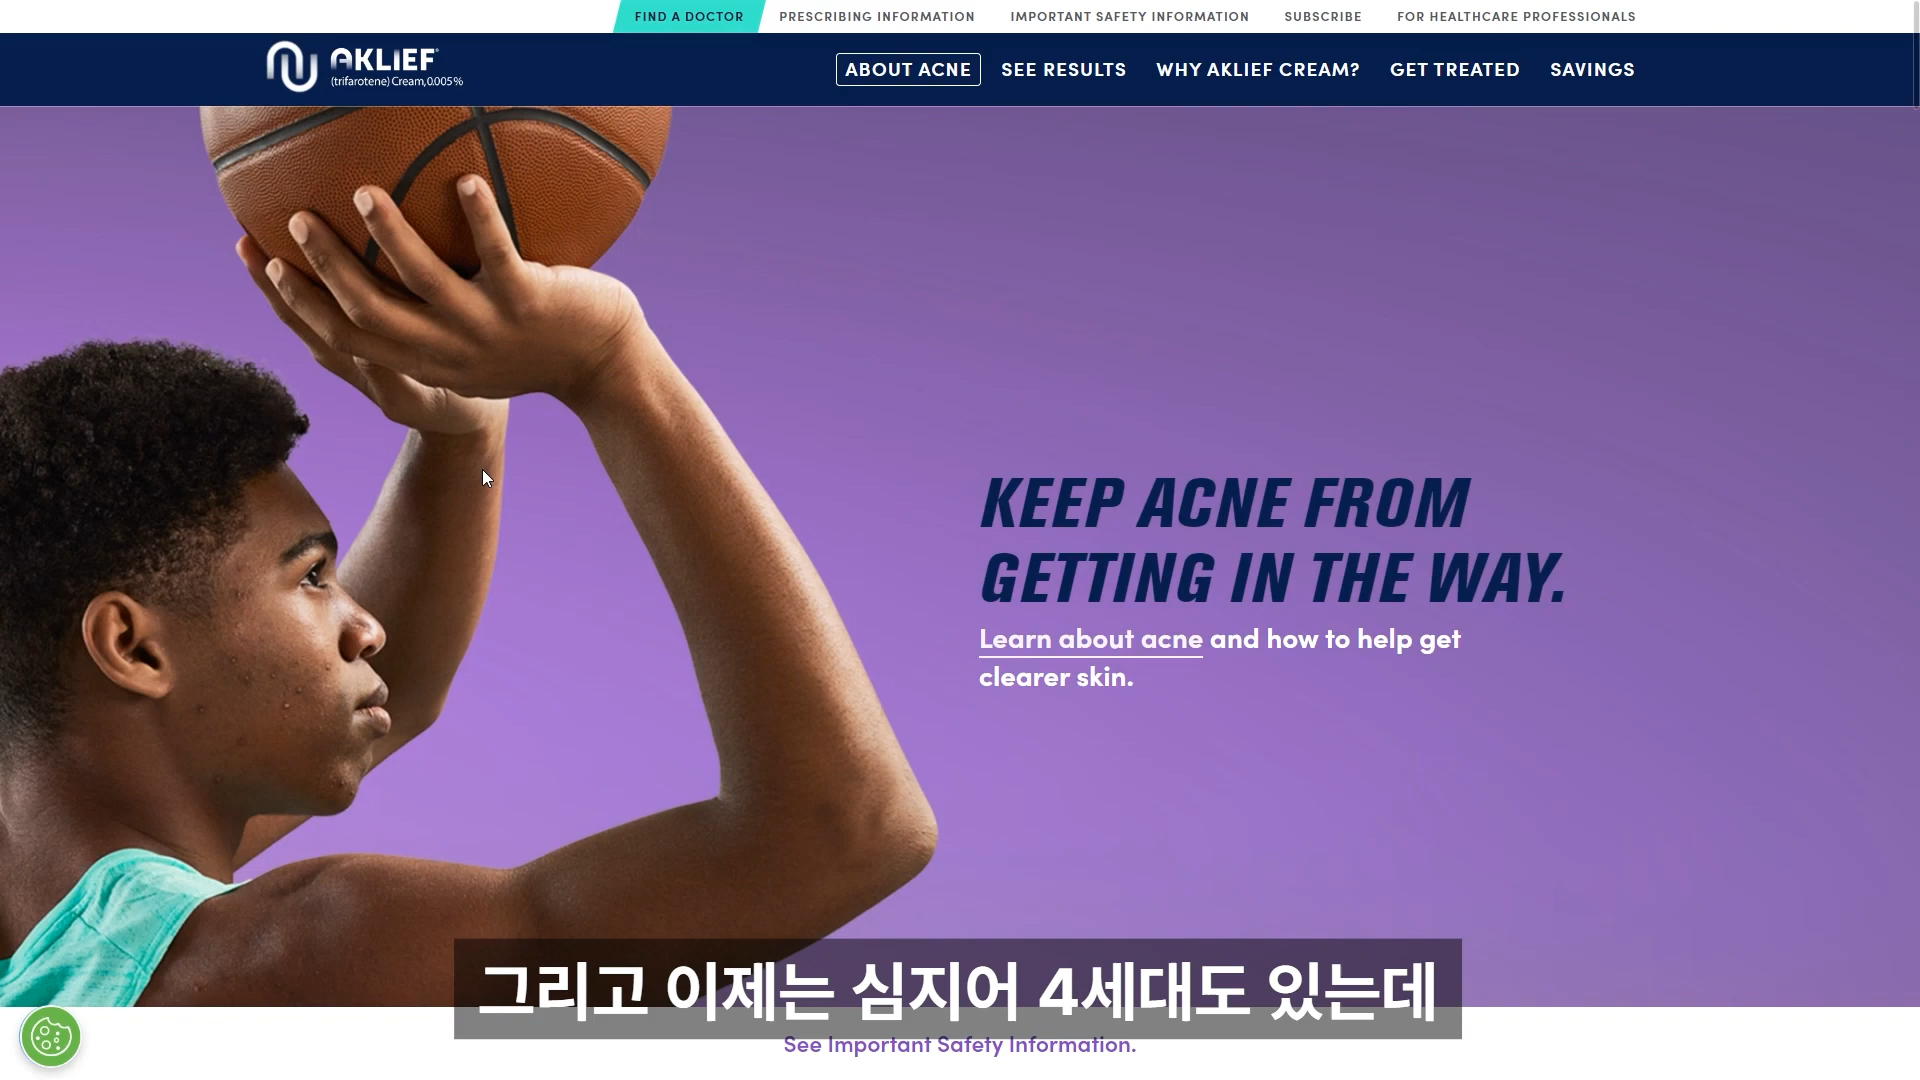 FIND A DOCTOR
PRESCRIBING INFORMATION
IMPORTANT SAFETY INFORMATION
SUBSCRIBE
FOR HEALTHCARE PROFESSIONALS
AKLIEF®
(trifarotene) Cream, 0.005%
ABOUT ACNE
SEE RESULTS
WHY AKLIEF CREAM?
GET TREATED
SAVINGS
KEEP ACNE FROM
GETTING IN THE WAY.
Learn about acne and how to help get
clearer skin.
그리고 이제는 심지어 4세대도 있는데
See Important Safety Information.